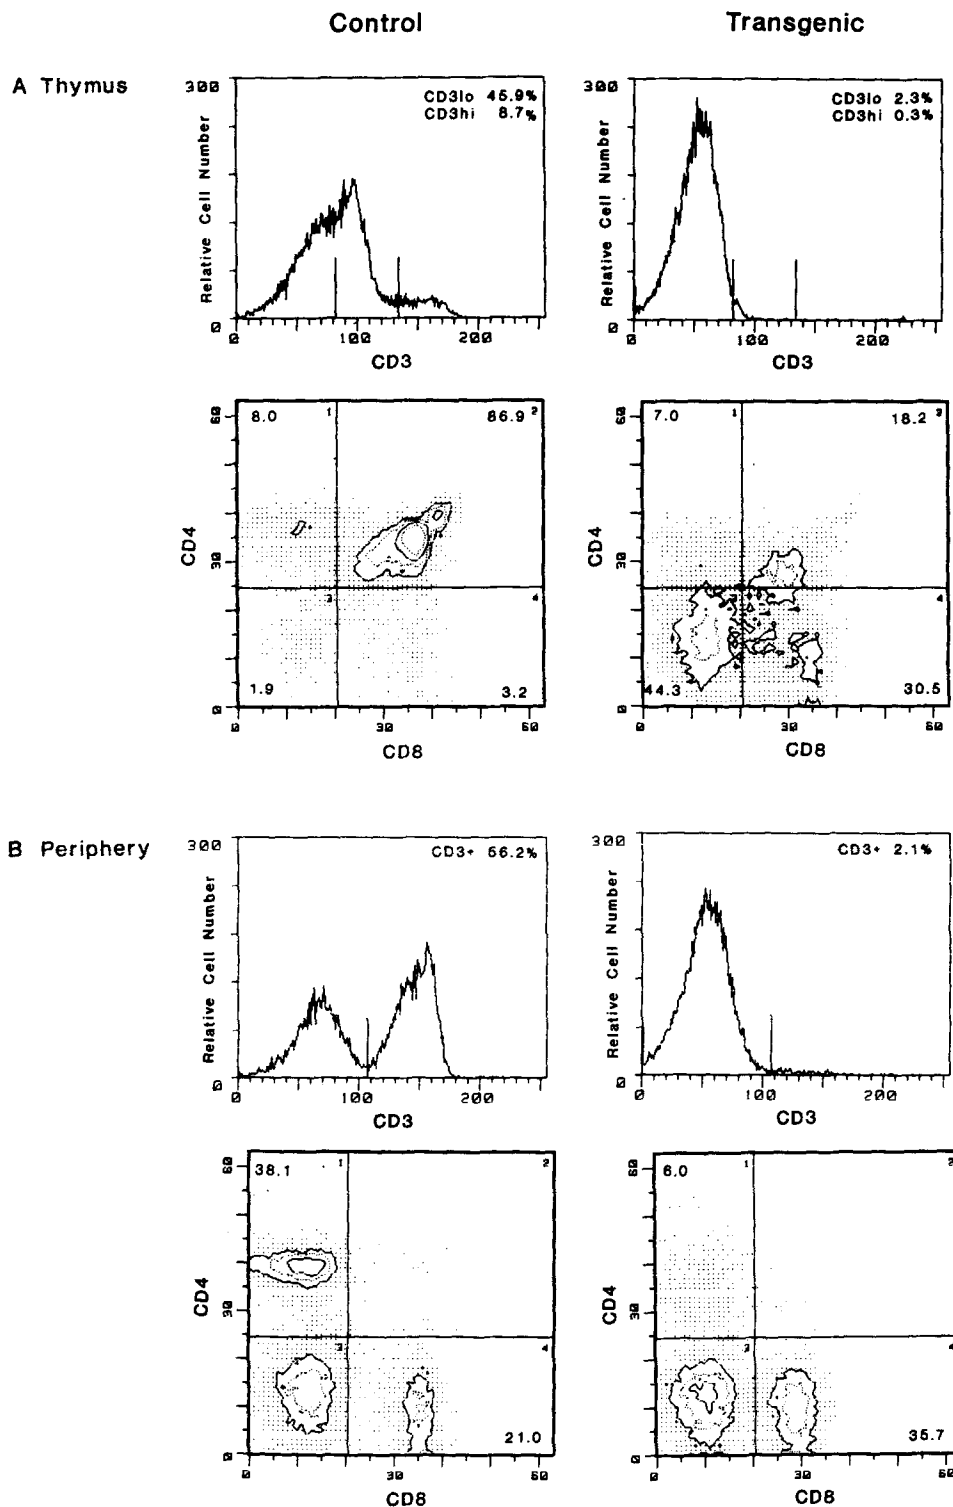 Control
Transgenic
A Thymus
300
CD3lo 45.9%
CD3hi 8.7%
Relative Cell Number
0
0 100 200
CD3
300
CD3lo 2.3%
CD3hi 0.3%
Relative Cell Number
0
0 100 200
CD3
60
8.0
1
86.9
2
CD4
30
3
4
1.9
3.2
0
0 30 60
CD8
60
7.0
1
18.2
CD4
30
4
44.3
30.5
0
0 30 60
CD8
B Periphery
300
CD3+ 66.2%
Relative Cell Number
0
0 100 200
CD3
300
CD3+ 2.1%
Relative Cell Number
0
0 100 200
CD3
60
38.1
1
2
CD4
30
3
4
21.0
0
0 30 60
CD8
60
6.0
1
2
CD4
30
3
4
35.7
0
0 30 60
CD8